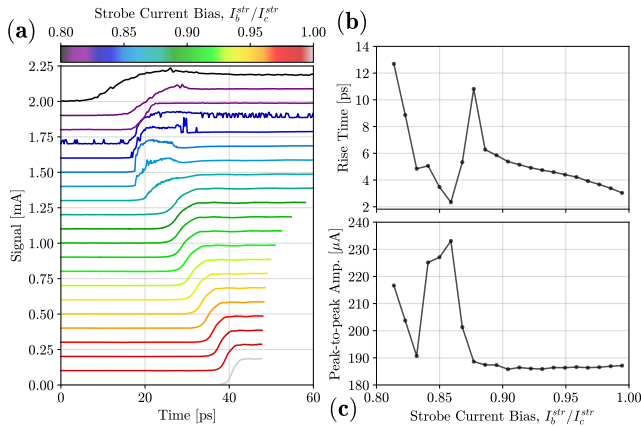 Strobe Current Bias, I_b^str/I_c^str
(a)
0.80 0.85 0.90 0.95 1.00
2.25
2.00
1.75
1.50
1.25
1.00
0.75
0.50
0.25
0.00
Signal [mA]
0 20 40 60
Time [ps]
(b)
14
12
10
8
6
4
2
Rise Time [ps]
240
230
220
210
200
190
180
Peak-to-peak Amp. [μA]
0.80 0.85 0.90 0.95 1.00
(c)
Strobe Current Bias, I_b^str/I_c^str